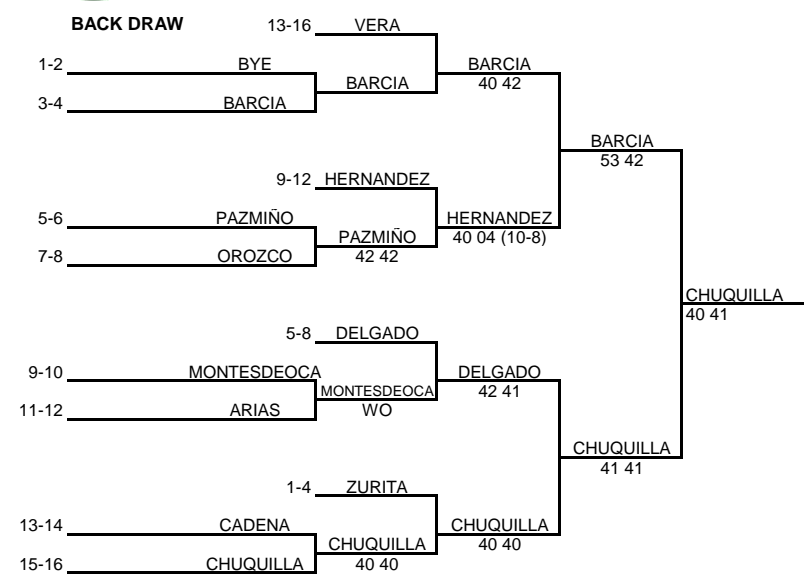 BACK DRAW
13-16 VERA
1-2 BYE
BARCIA
40 42
BARCIA
3-4 BARCIA
BARCIA
53 42
9-12 HERNANDEZ
5-6 PAZMIÑO
HERNANDEZ
40 04 (10-8)
PAZMIÑO
42 42
7-8 OROZCO
CHUQUILLA
40 41
5-8 DELGADO
9-10 MONTESDEOCA
DELGADO
42 41
MONTESDEOCA
WO
11-12 ARIAS
CHUQUILLA
41 41
1-4 ZURITA
13-14 CADENA
CHUQUILLA
40 40
CHUQUILLA
40 40
15-16 CHUQUILLA